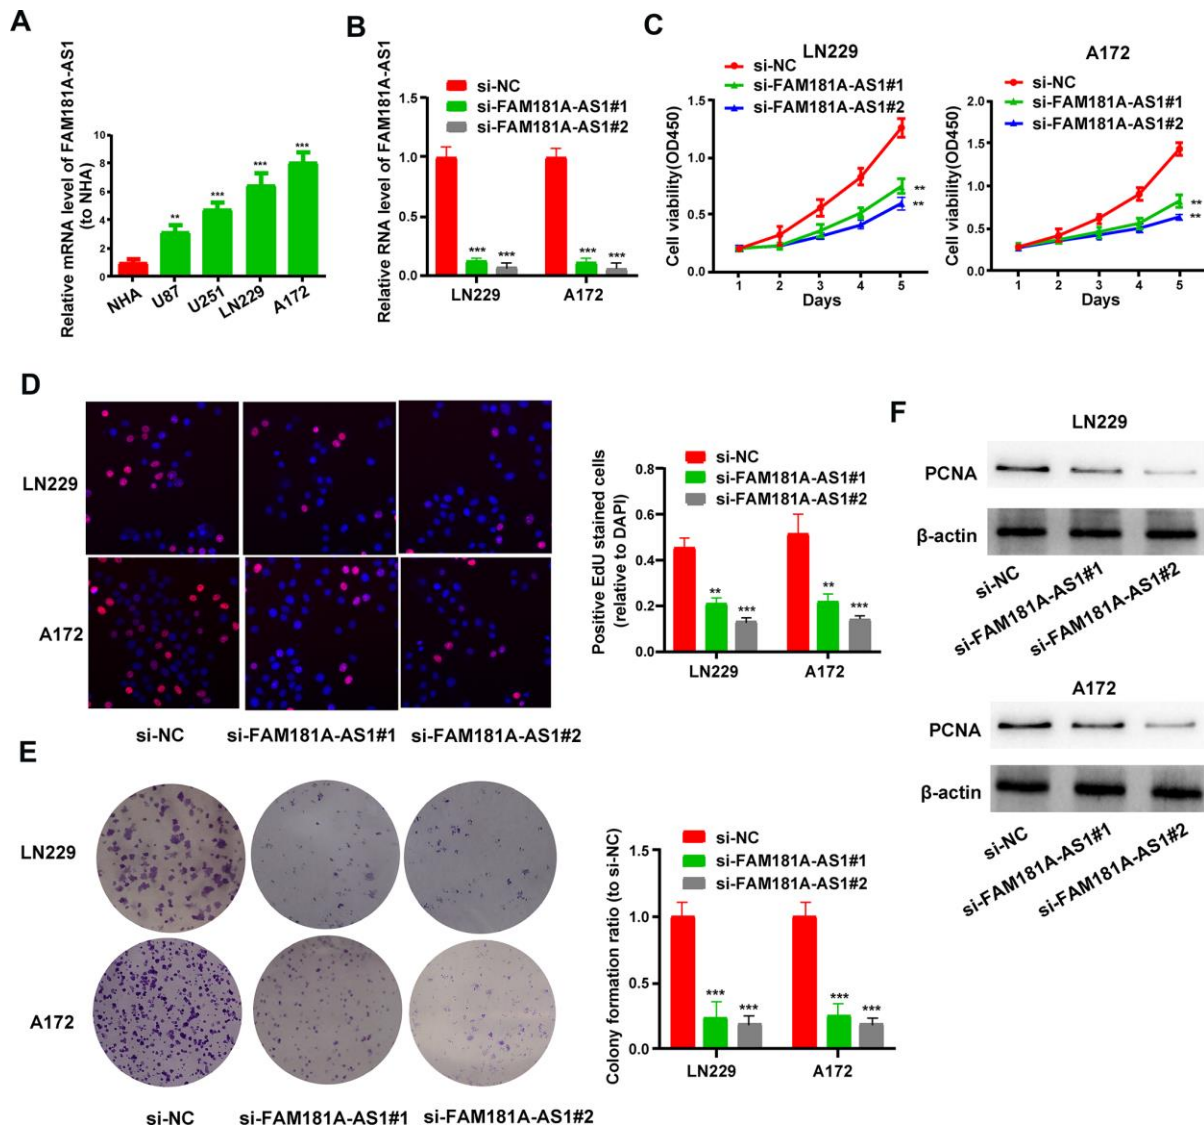 A
Relative mRNA level of FAM181A-AS1
(to NHA)
10
8
6
4
2
0
**
***
***
***
NHA
U87
U251
LN229
A172
B
Relative RNA level of FAM181A-AS1
si-NC
si-FAM181A-AS1#1
si-FAM181A-AS1#2
1.5
1.0
0.5
0.0
***
***
***
***
LN229
A172
C
LN229
si-NC
si-FAM181A-AS1#1
si-FAM181A-AS1#2
Cell viability(OD450)
1.5
1.0
0.5
0.0
**
**
1 2 3 4 5
Days
A172
si-NC
si-FAM181A-AS1#1
si-FAM181A-AS1#2
Cell viability(OD450)
2.0
1.5
1.0
0.5
0.0
**
**
1 2 3 4 5
Days
D
LN229
A172
si-NC
si-FAM181A-AS1#1
si-FAM181A-AS1#2
Positive EdU stained cells
(relative to DAPI)
si-NC
si-FAM181A-AS1#1
si-FAM181A-AS1#2
0.8
0.6
0.4
0.2
0.0
**
***
**
***
LN229
A172
E
LN229
A172
si-NC
si-FAM181A-AS1#1
si-FAM181A-AS1#2
Colony formation ratio (to si-NC)
si-NC
si-FAM181A-AS1#1
si-FAM181A-AS1#2
1.5
1.0
0.5
0.0
***
***
***
***
LN229
A172
F
LN229
PCNA
β-actin
si-NC
si-FAM181A-AS1#1
si-FAM181A-AS1#2
A172
PCNA
β-actin
si-NC
si-FAM181A-AS1#1
si-FAM181A-AS1#2